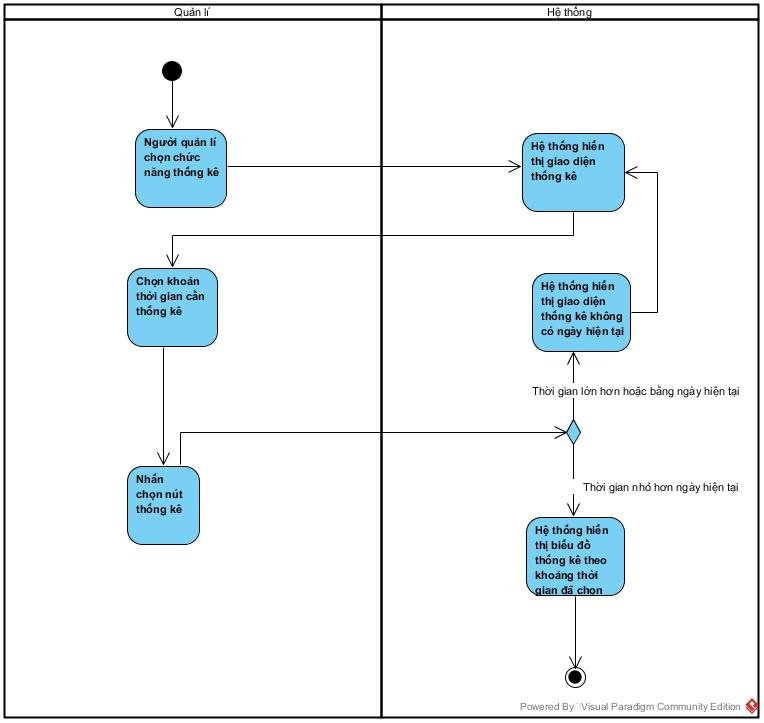 Quản lí
Hệ thống
Người quản lí
chọn chức
năng thống kê
Hệ thống hiển
thị giao diện
thống kê
Chọn khoản
thời gian cần
thống kê
Hệ thống hiển
thị giao diện
thống kê không
có ngày hiện tại
Thời gian lớn hơn hoặc bằng ngày hiện tại
Nhấn
chọn nút
thống kê
Thời gian nhỏ hơn ngày hiện tại
Hệ thống hiển
thị biểu đồ
thống kê theo
khoảng thời
gian đã chọn
Powered By Visual Paradigm Community Edition